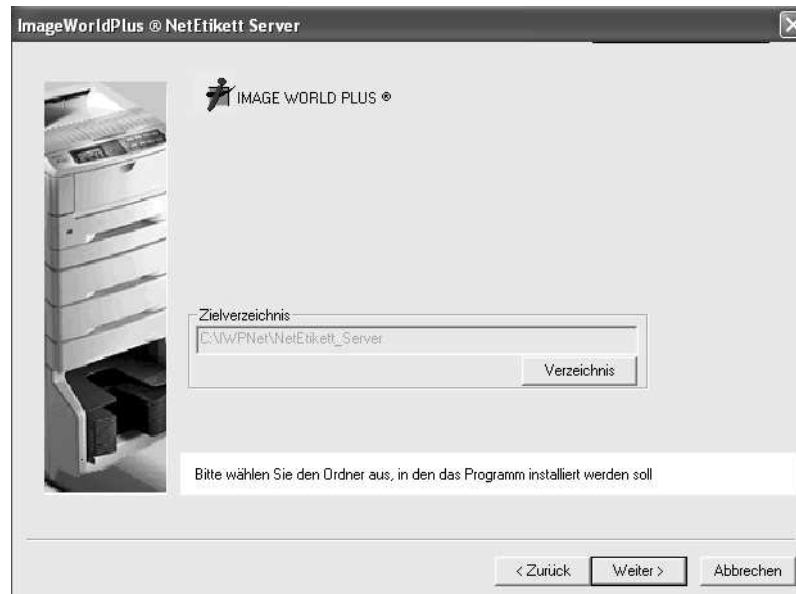 ImageWorldPlus ® NetEtikett Server
IMAGE WORLD PLUS ®
Zielverzeichnis
C:\IWPNet\NetEtikett_Server
Verzeichnis
Bitte wählen Sie den Ordner aus, in den das Programm installiert werden soll
< Zurück
Weiter >
Abbrechen